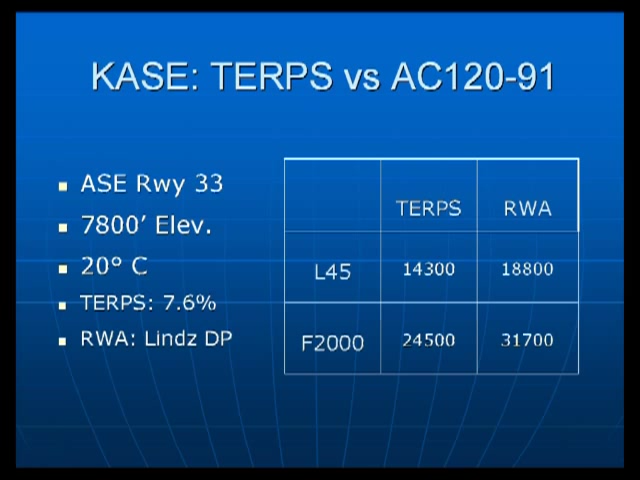 KASE: TERPS vs AC120-91
ASE Rwy 33
7800’ Elev.
20° C
TERPS: 7.6%
RWA: Lindz DP
TERPS RWA
L45 14300 18800
F2000 24500 31700